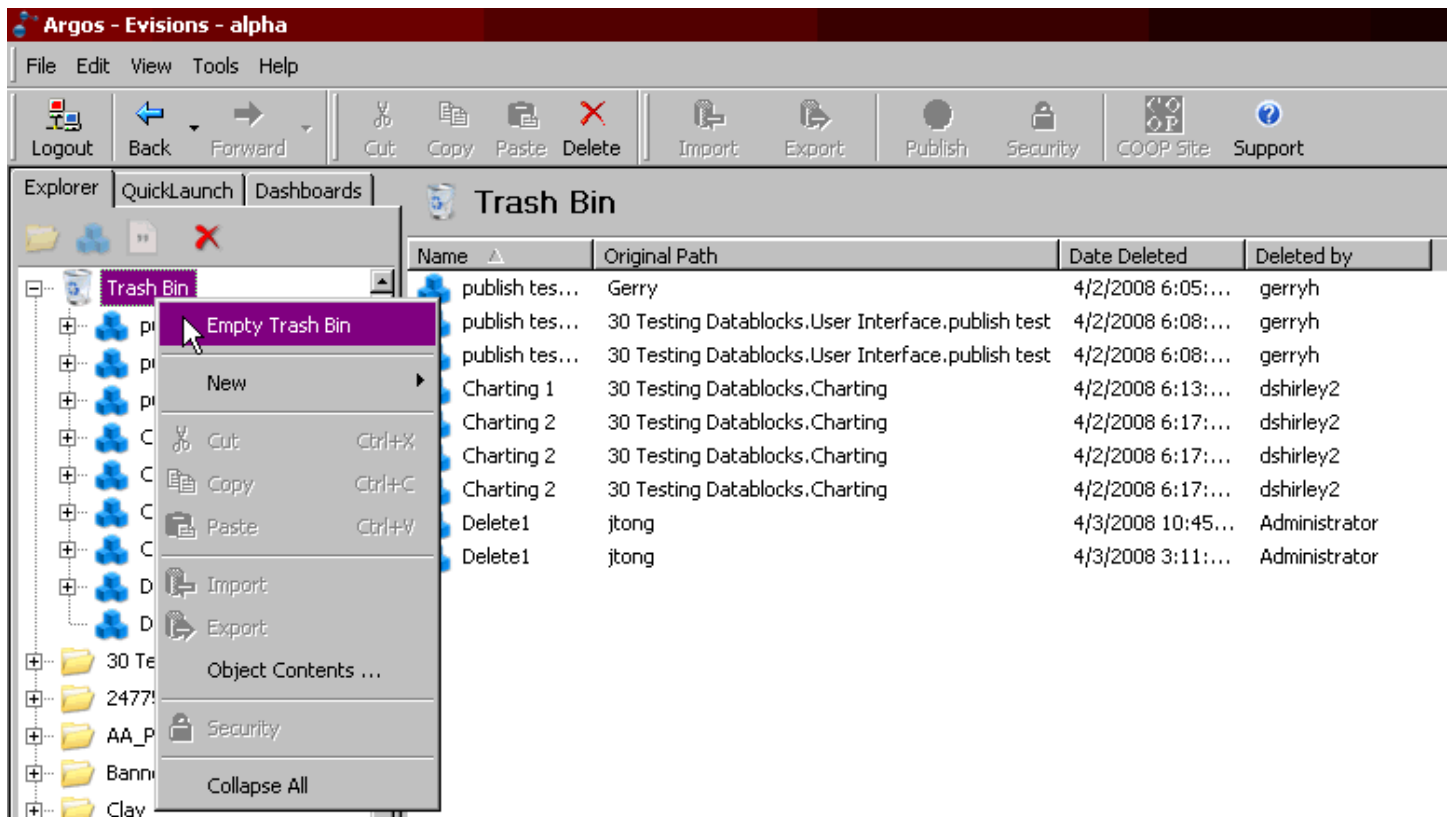 Argos - Evisions - alpha
File Edit View Tools Help
Logout Back Forward Cut Copy Paste Delete Import Export Publish Security COOP Site Support
Explorer QuickLaunch Dashboards
Trash Bin
Name Original Path Date Deleted Deleted by
Trash Bin
publish tes... Gerry 4/2/2008 6:05:... gerryh
Empty Trash Bin
publish tes... 30 Testing Datablocks.User Interface.publish test 4/2/2008 6:08:... gerryh
publish tes... 30 Testing Datablocks.User Interface.publish test 4/2/2008 6:08:... gerryh
New
Charting 1 30 Testing Datablocks.Charting 4/2/2008 6:13:... dshirley2
Charting 2 30 Testing Datablocks.Charting 4/2/2008 6:17:... dshirley2
Cut Ctrl+X
Charting 2 30 Testing Datablocks.Charting 4/2/2008 6:17:... dshirley2
Copy Ctrl+C
Charting 2 30 Testing Datablocks.Charting 4/2/2008 6:17:... dshirley2
Paste Ctrl+V
Delete1 jtong 4/3/2008 10:45... Administrator
Delete1 jtong 4/3/2008 3:11:... Administrator
Import
Export
30 Te
Object Contents ...
2477
AA_P
Security
Bann
Collapse All
Clay